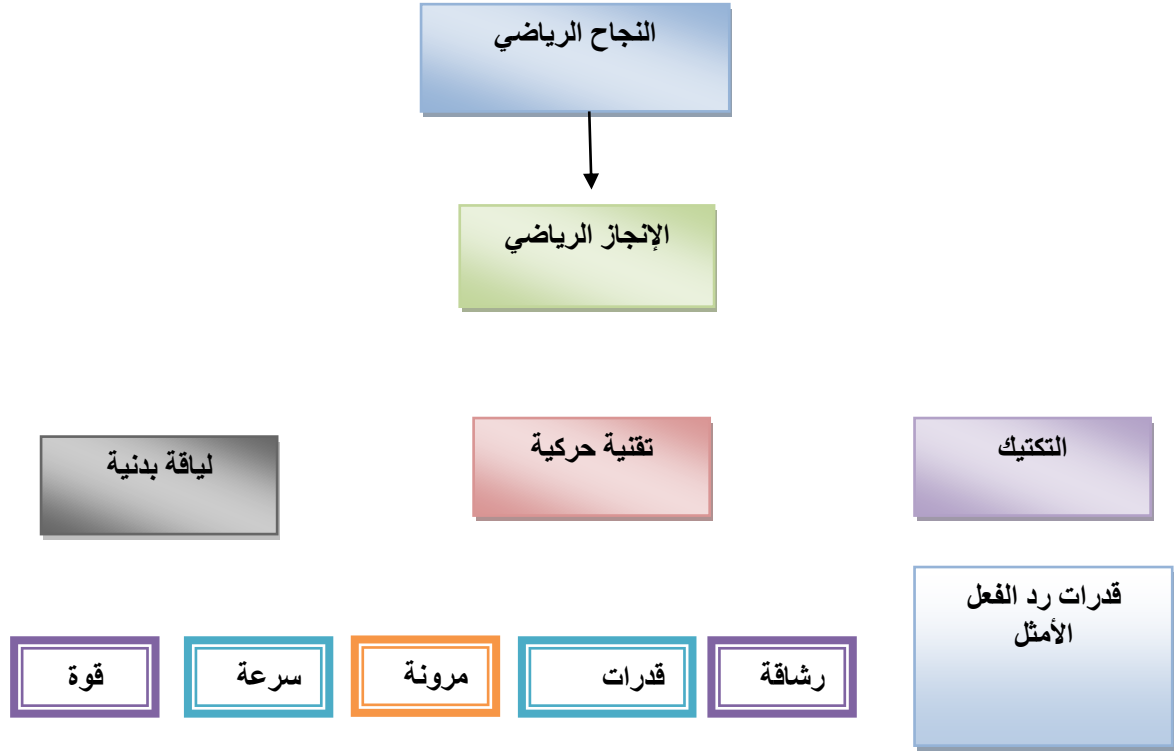 النجاح الرياضي
الإنجاز الرياضي
التكتيك
تقنية حركية
لياقة بدنية
قدرات رد الفعل
الأمثل
رشاقة
قدرات
مرونة
سرعة
قوة